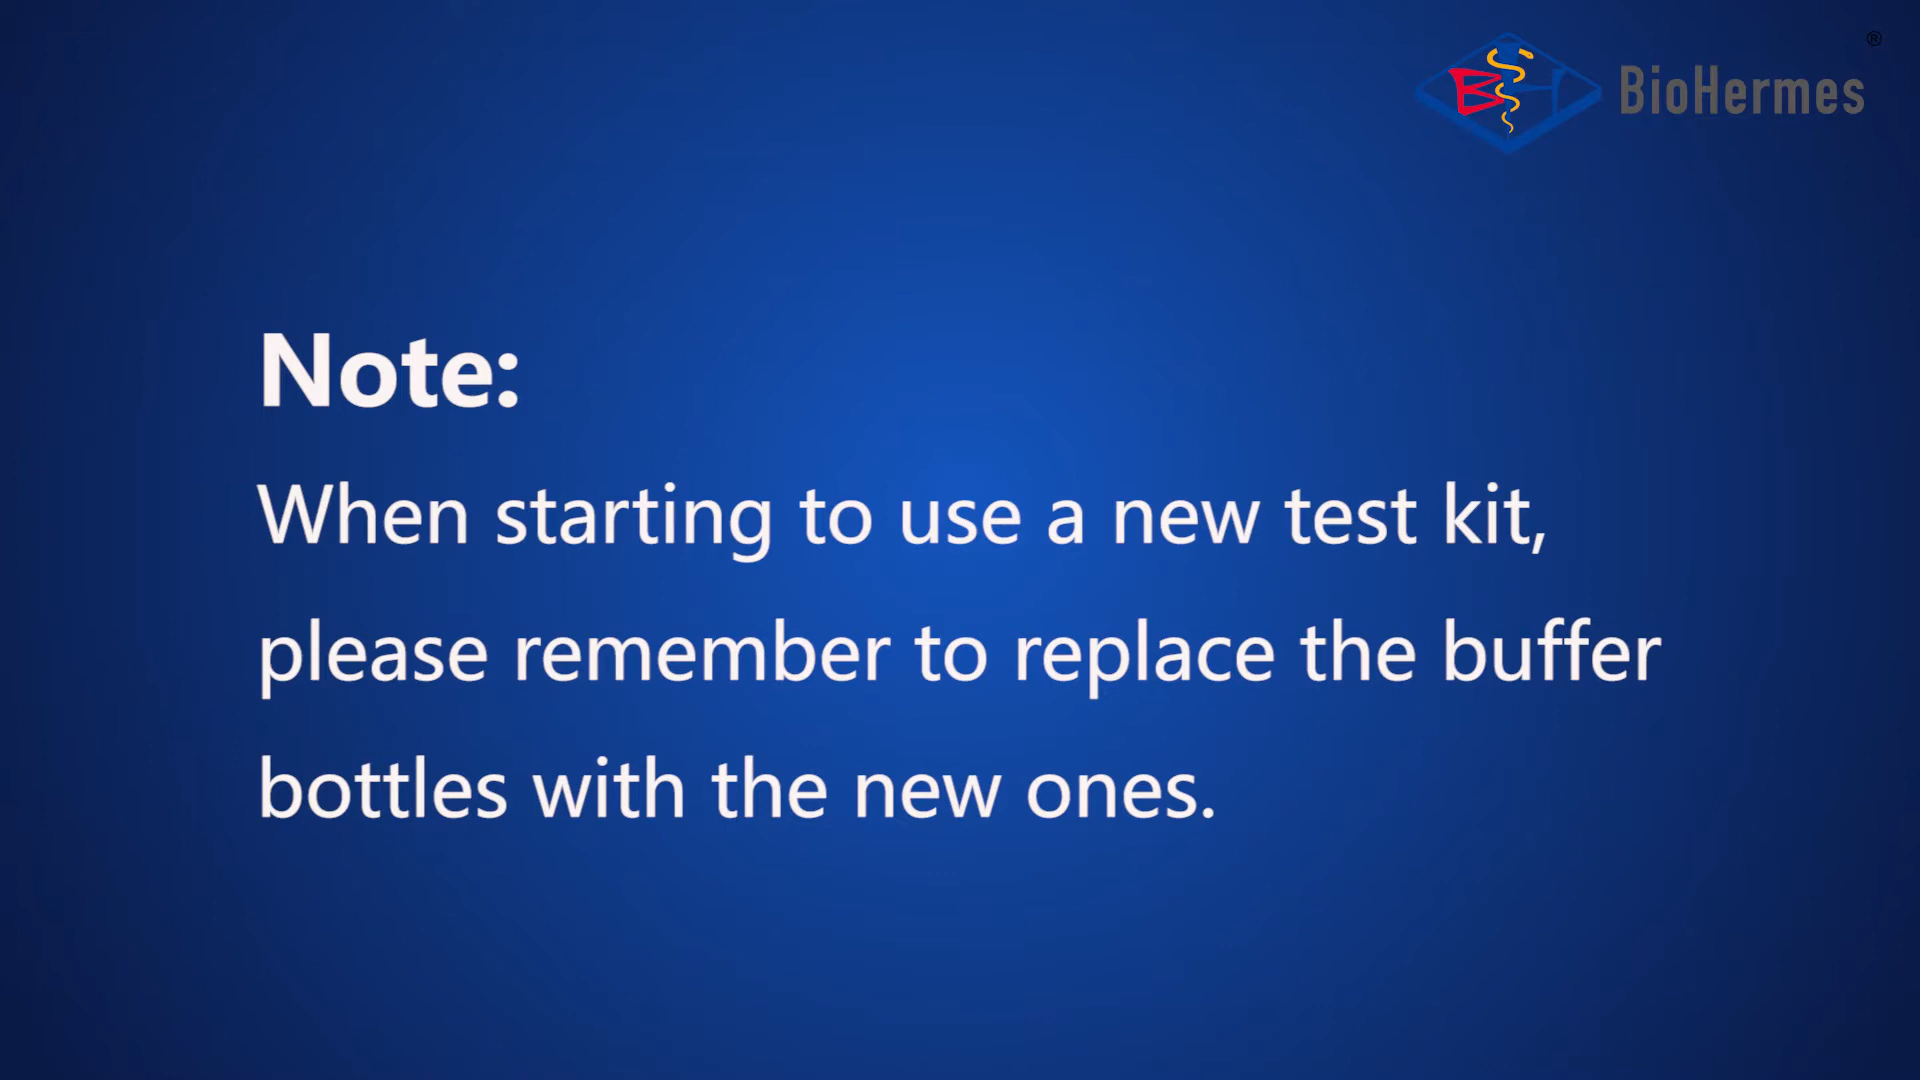 BH
BioHermes ®
Note:
When starting to use a new test kit,
please remember to replace the buffer
bottles with the new ones.